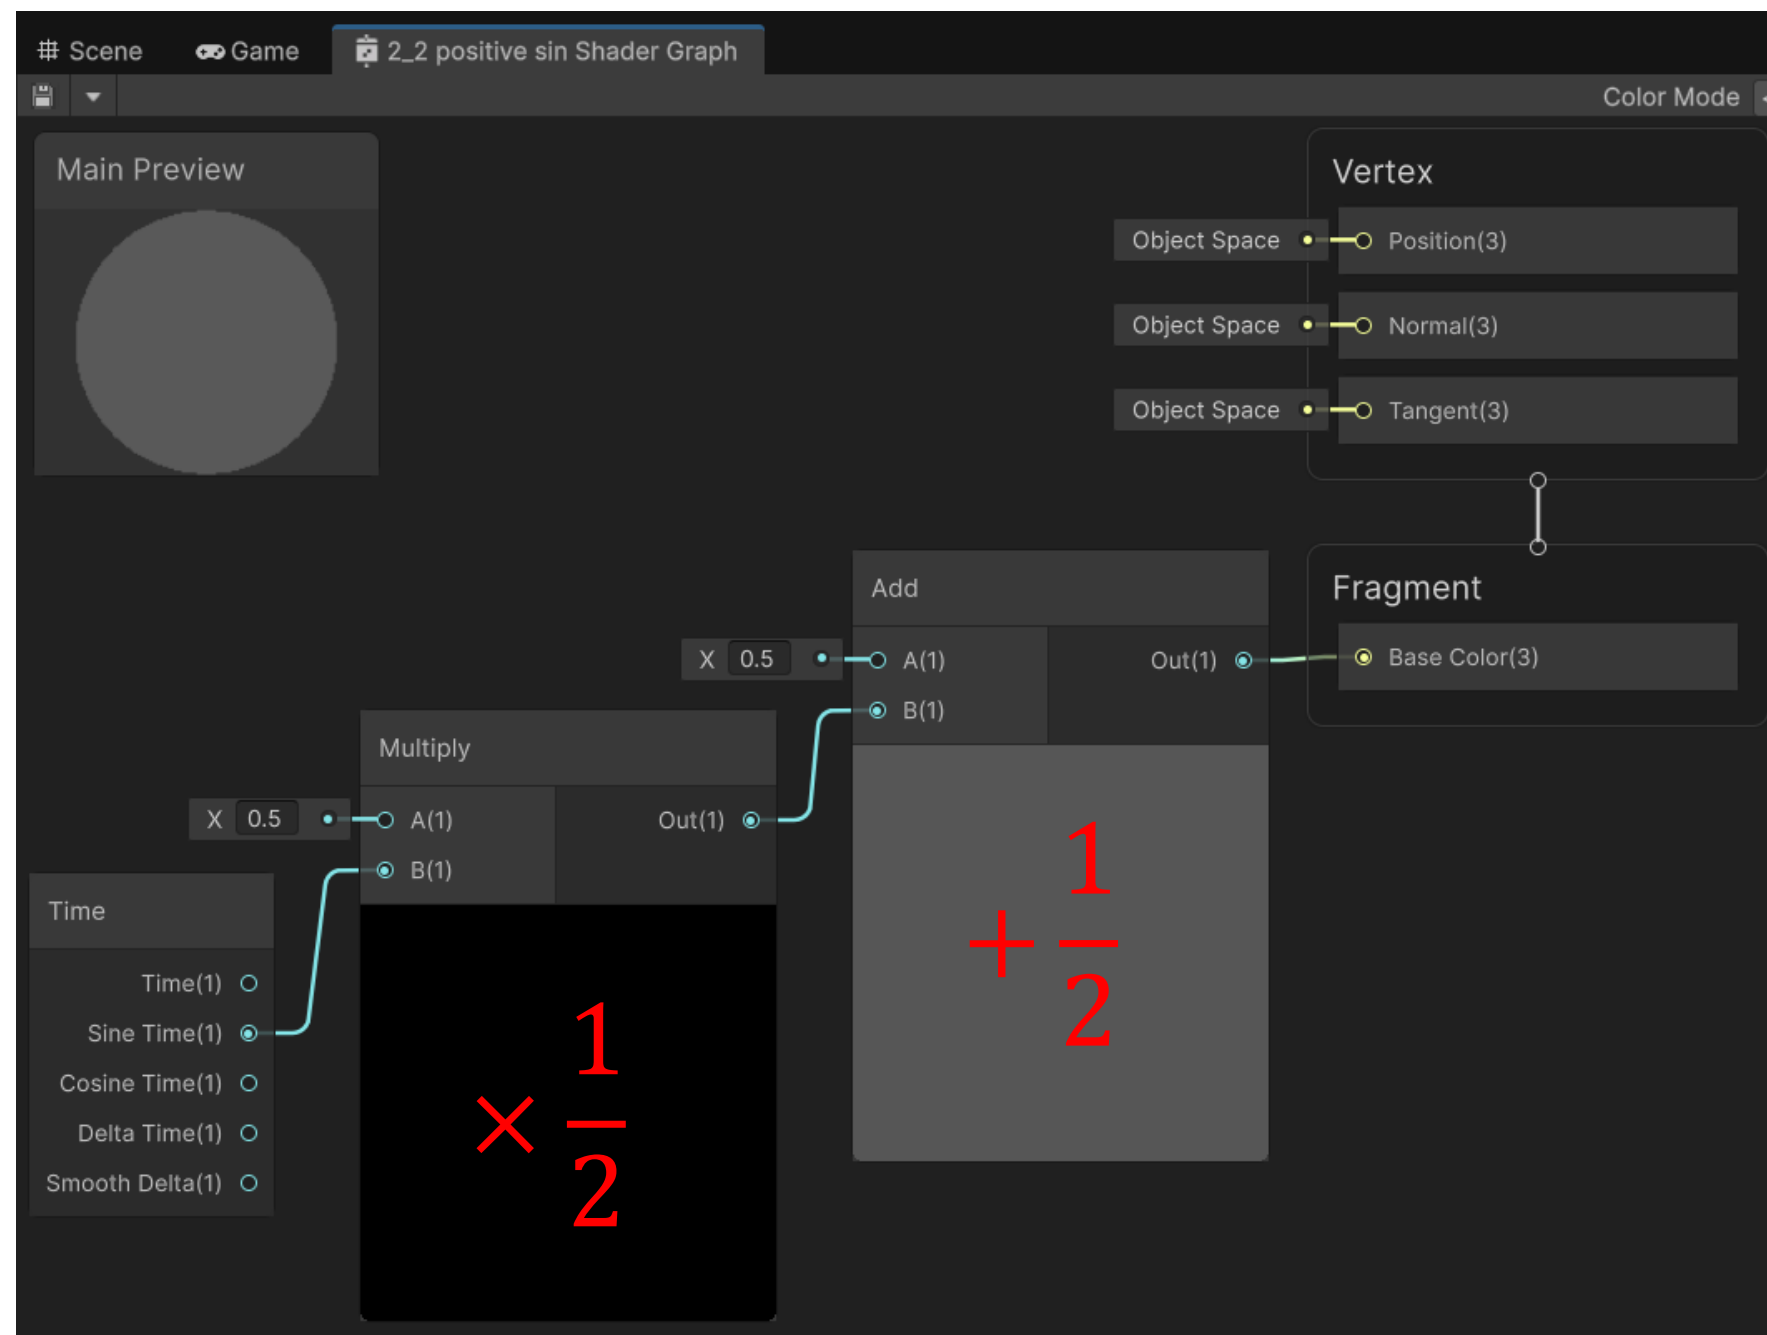 Scene Game 2_2 positive sin Shader Graph
Color Mode
Main Preview
Vertex
Object Space Position(3)
Object Space Normal(3)
Object Space Tangent(3)
Fragment
Base Color(3)
Add
X 0.5 A(1) Out(1)
B(1)
+ 1/2
Multiply
X 0.5 A(1) Out(1)
B(1)
× 1/2
Time
Time(1)
Sine Time(1)
Cosine Time(1)
Delta Time(1)
Smooth Delta(1)